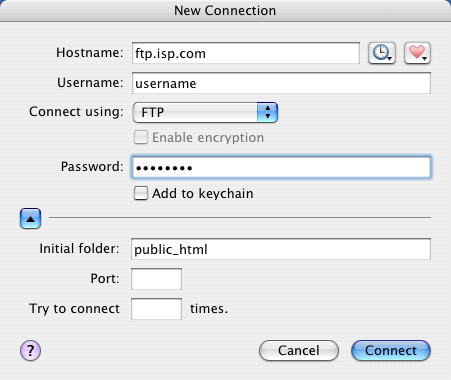 New Connection
Hostname: ftp.isp.com
Username: username
Connect using: FTP
Enable encryption
Password: ••••••••
Add to keychain
Initial folder: public_html
Port:
Try to connect times.
? Cancel Connect